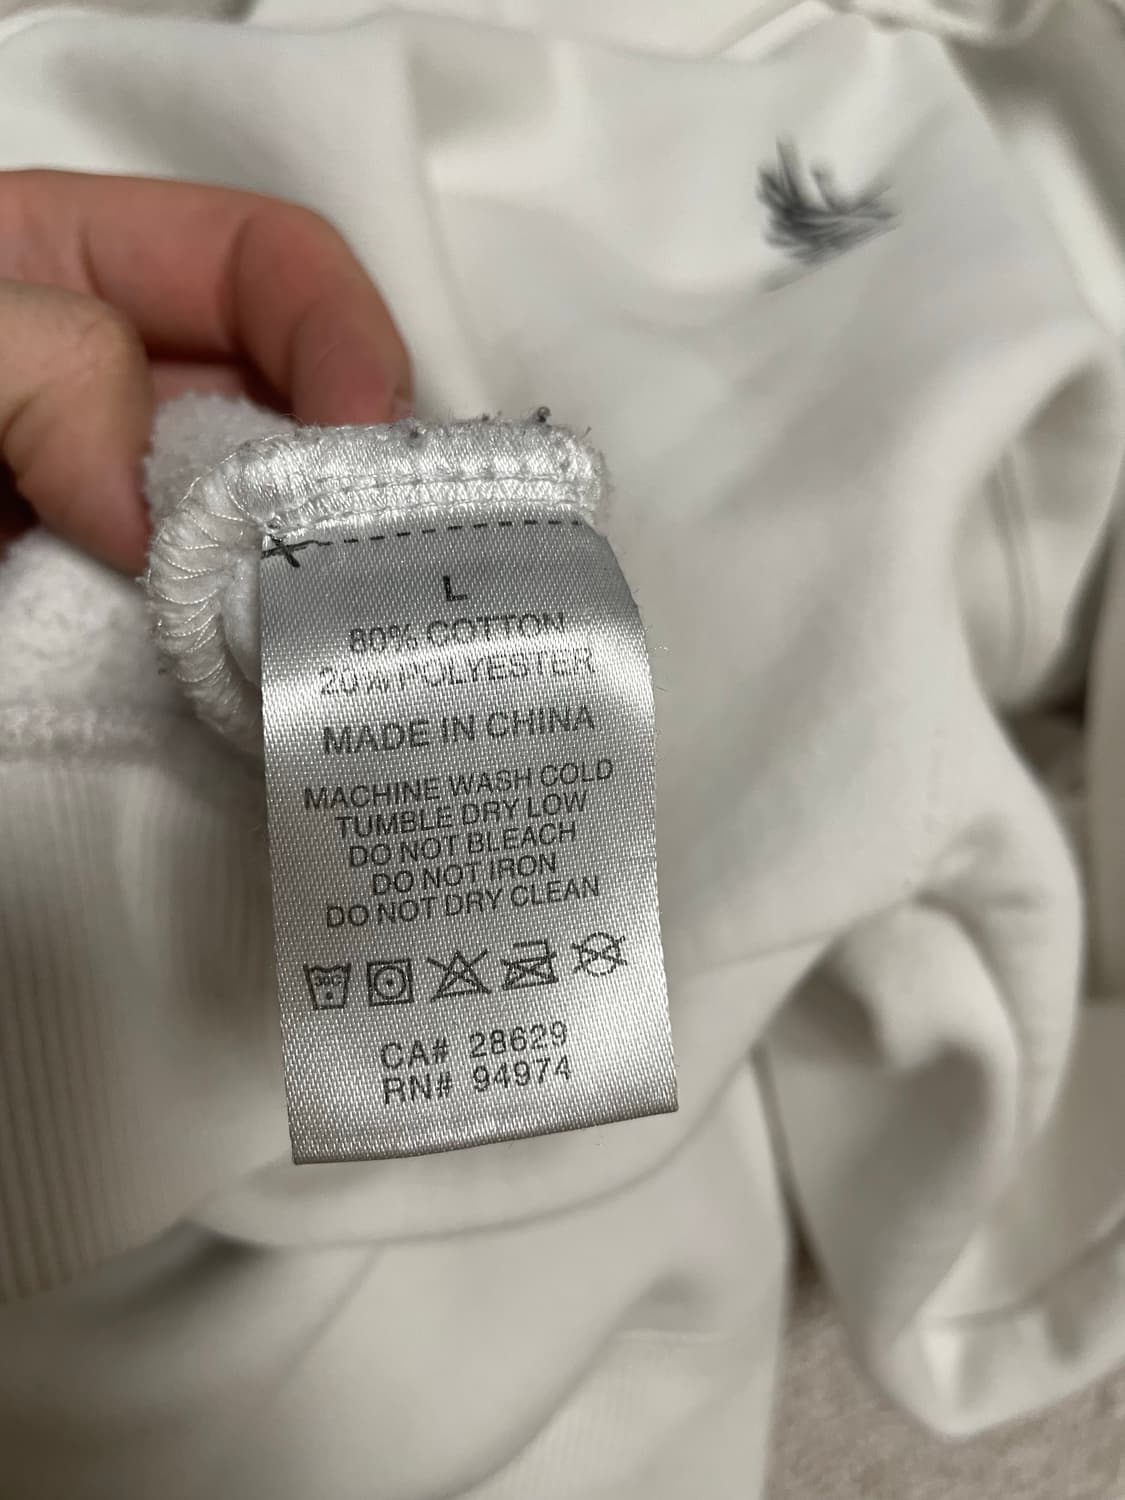 L
80% COTTON
20% POLYESTER
MADE IN CHINA
MACHINE WASH COLD
TUMBLE DRY LOW
DO NOT BLEACH
DO NOT IRON
DO NOT DRY CLEAN
CA# 28629
RN# 94974